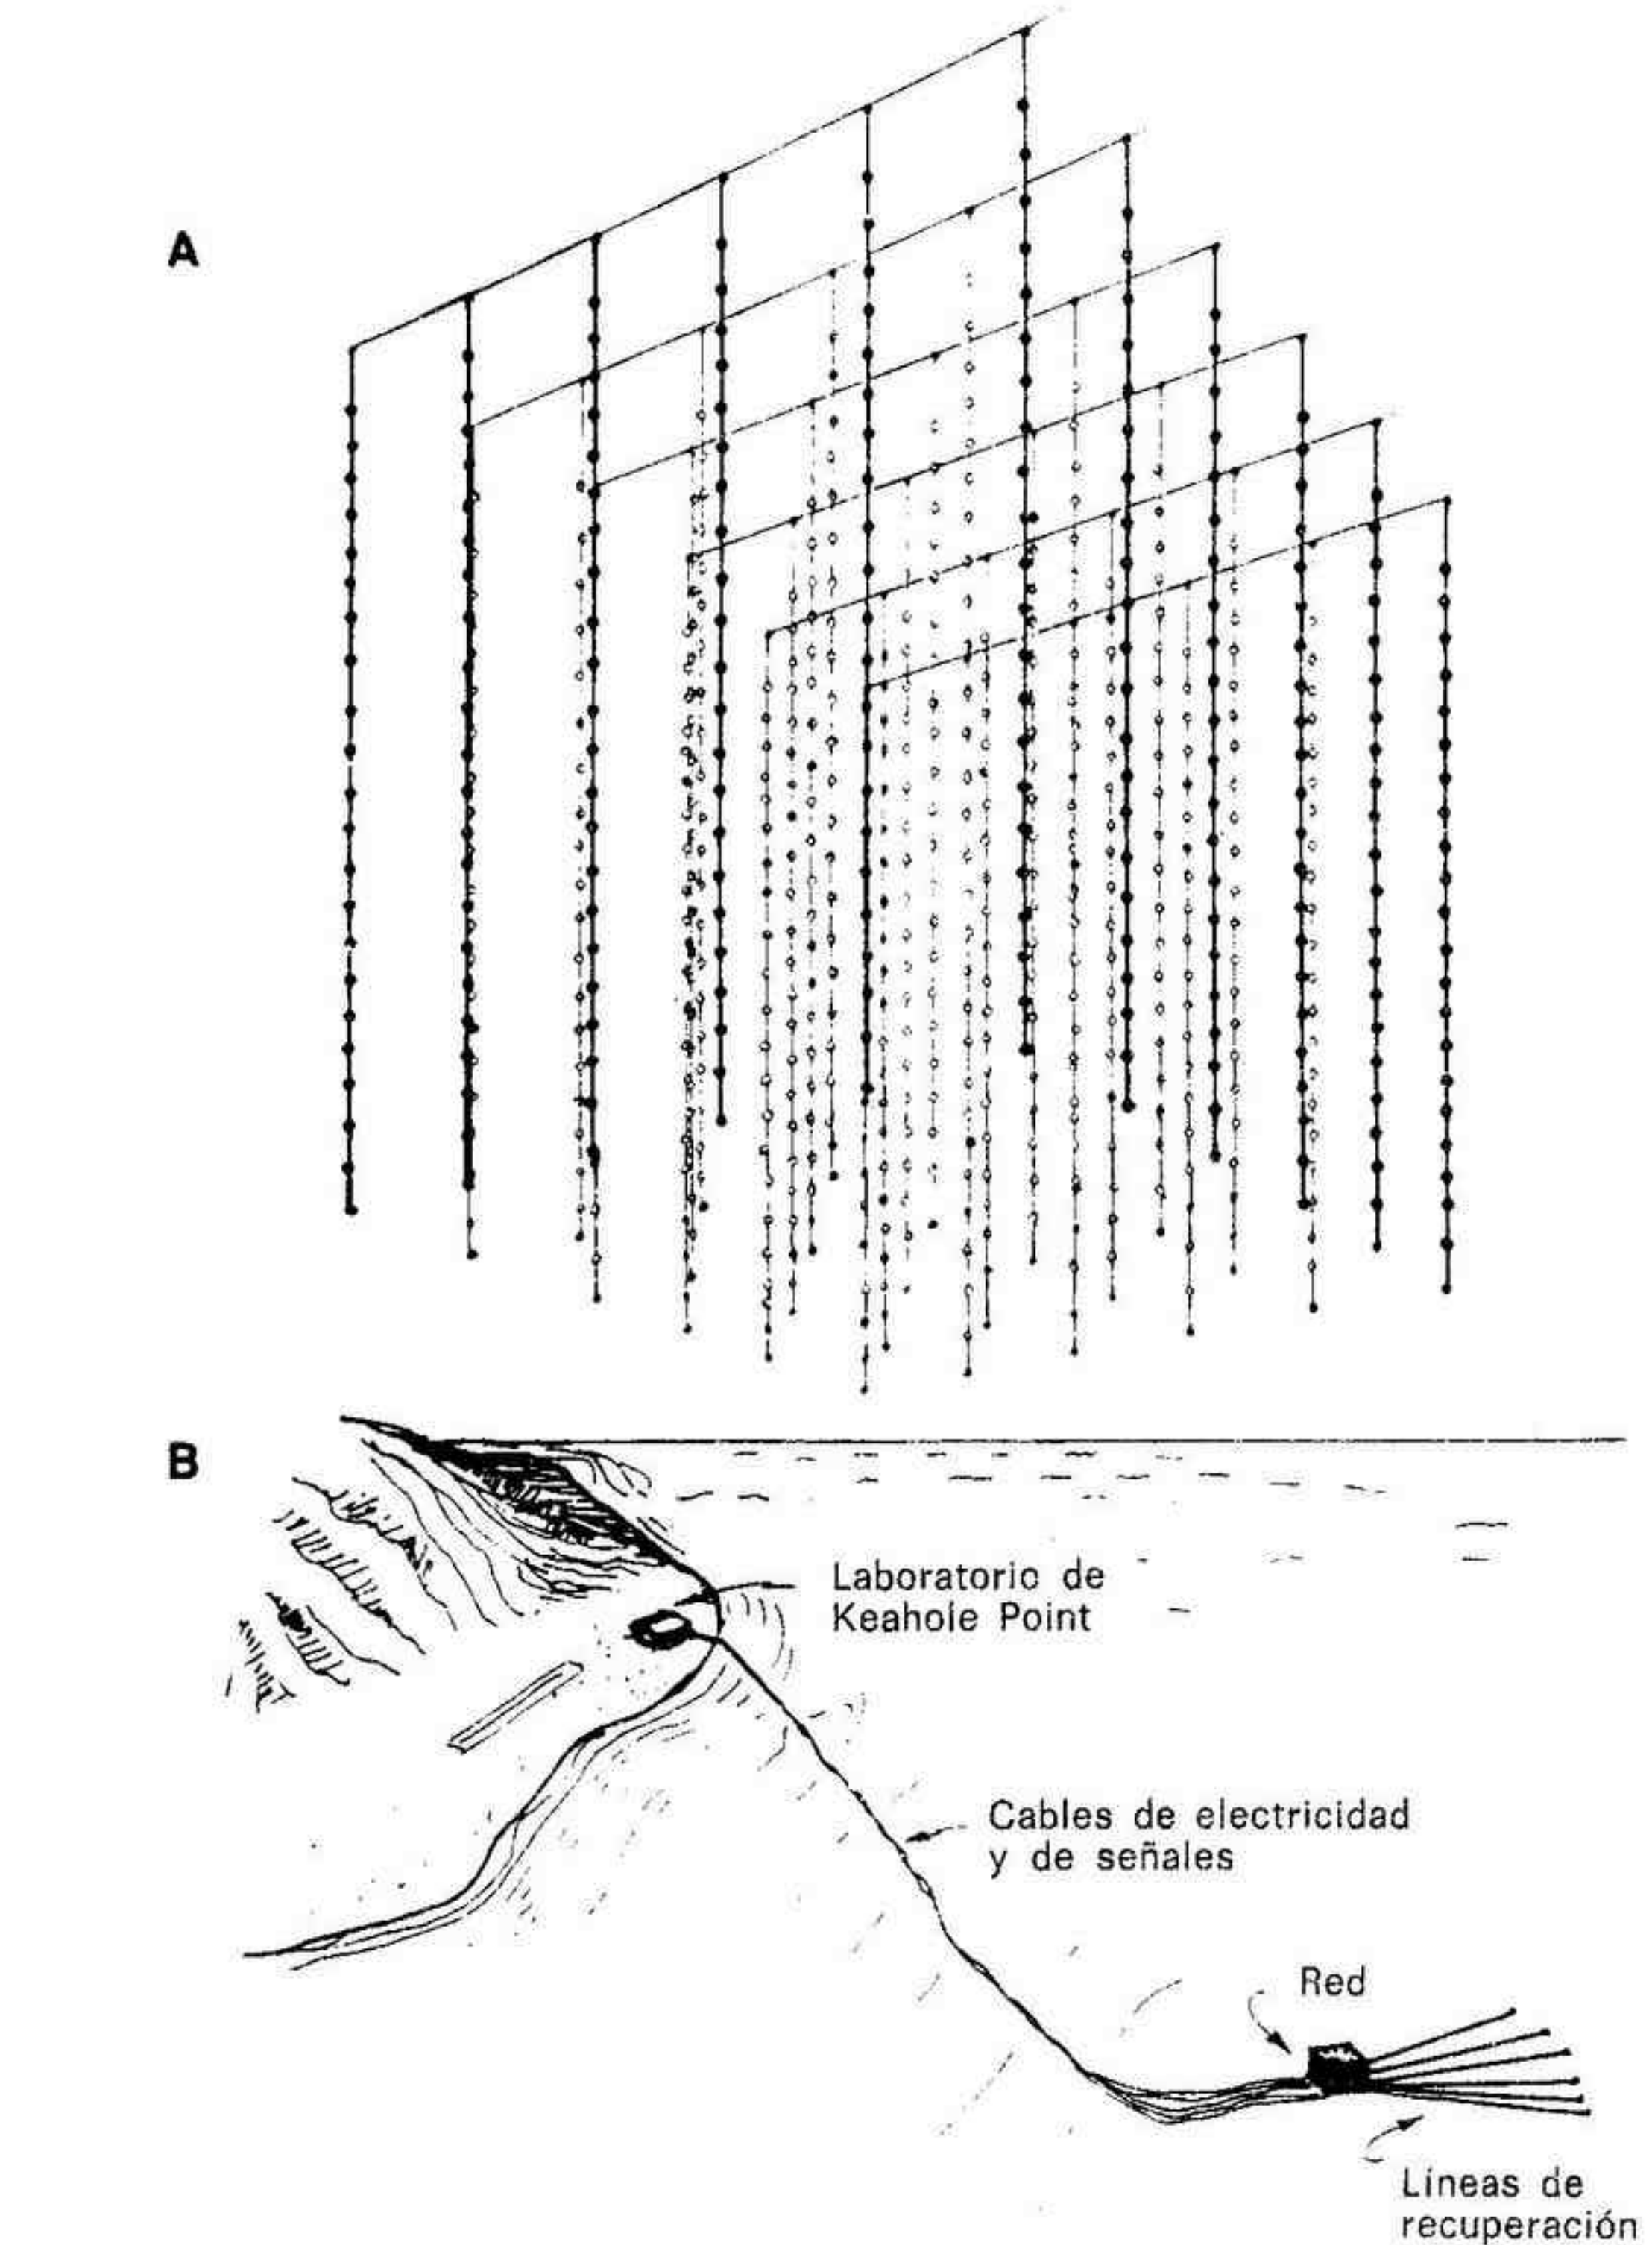 A
B
Laboratorio de
Keahole Point
Cables de electricidad
y de señales
Red
Líneas de
recuperación